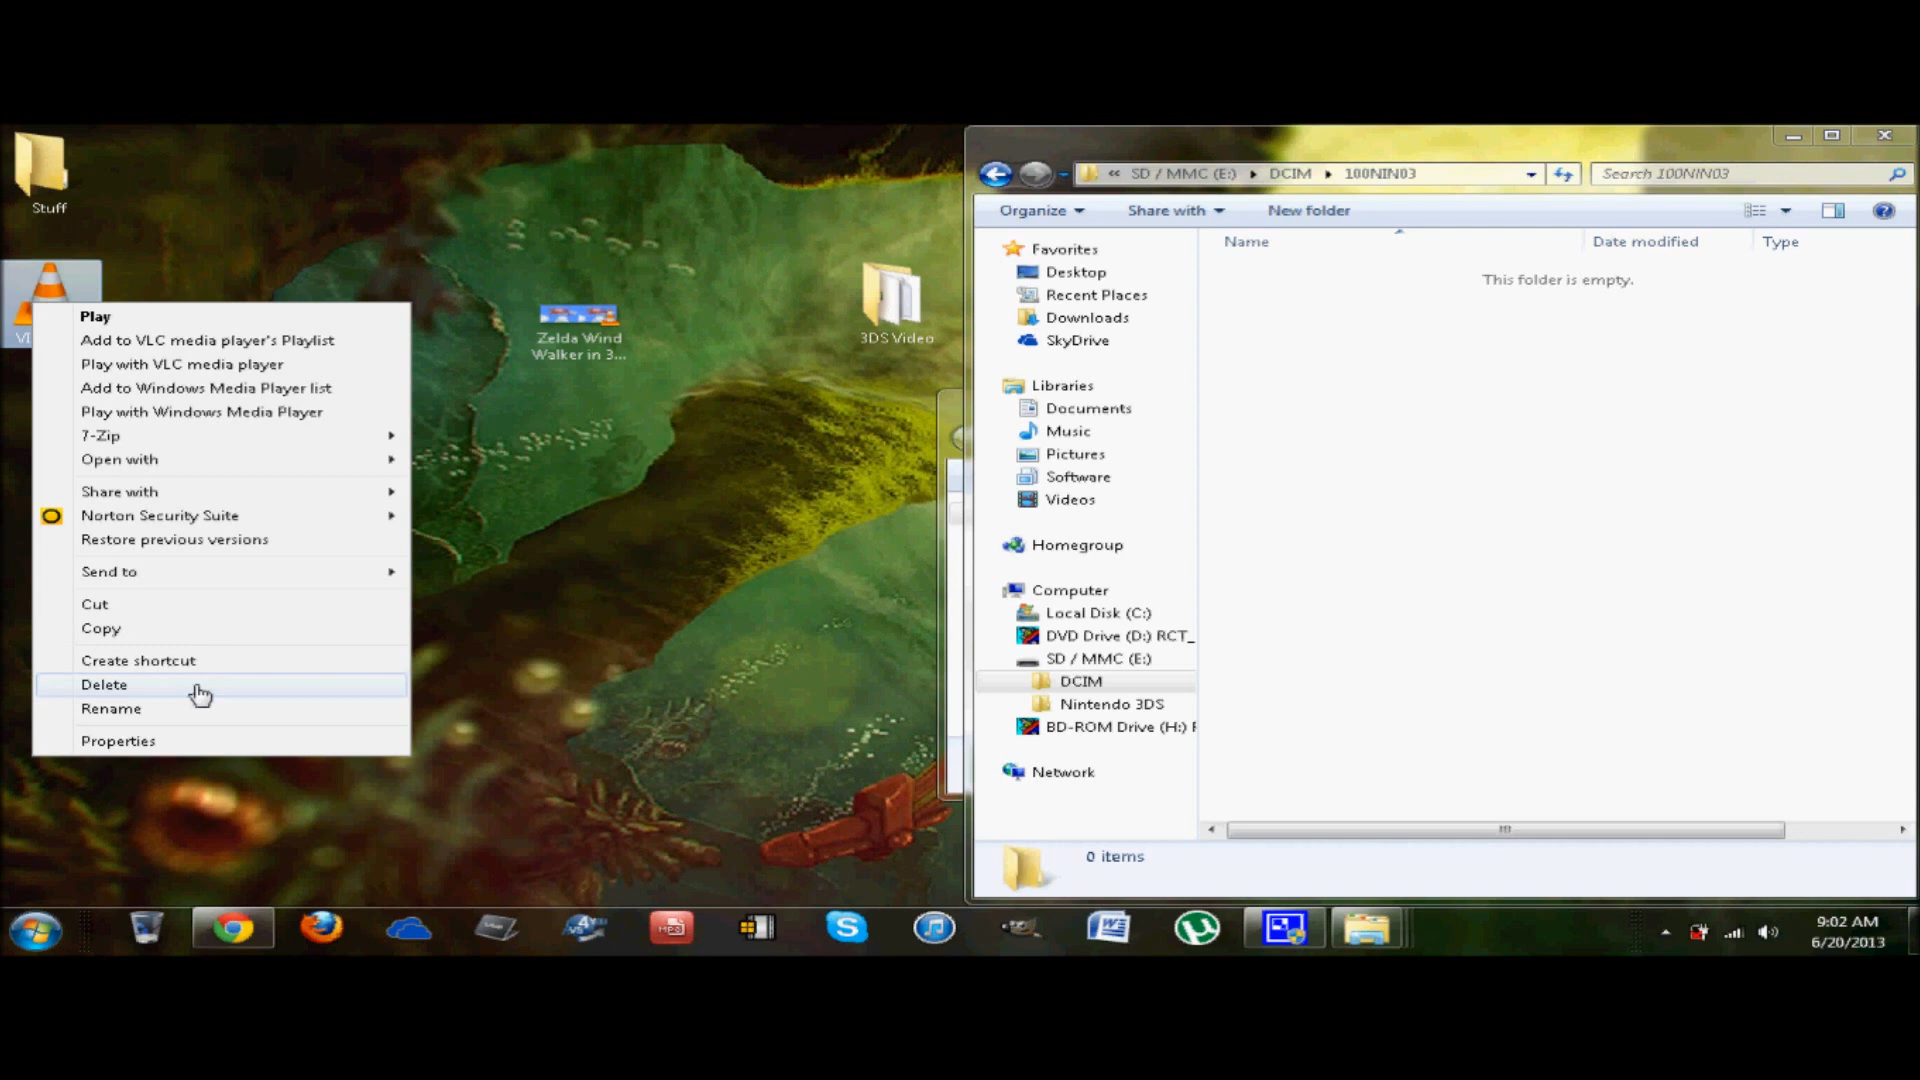 Stuff
VI
Play
Add to VLC media player's Playlist
Play with VLC media player
Add to Windows Media Player list
Play with Windows Media Player
7-Zip
Open with
Share with
Norton Security Suite
Restore previous versions
Send to
Cut
Copy
Create shortcut
Delete
Rename
Properties
Zelda Wind
Walker in 3...
3DS Video
« SD / MMC (E:) DCIM 100NIN03
Search 100NIN03
Organize Share with New folder
Name Date modified Type
This folder is empty.
Favorites
Desktop
Recent Places
Downloads
SkyDrive
Libraries
Documents
Music
Pictures
Software
Videos
Homegroup
Computer
Local Disk (C:)
DVD Drive (D:) RCT_
SD / MMC (E:)
DCIM
Nintendo 3DS
BD-ROM Drive (H:)
Network
0 items
9:02 AM
6/20/2013